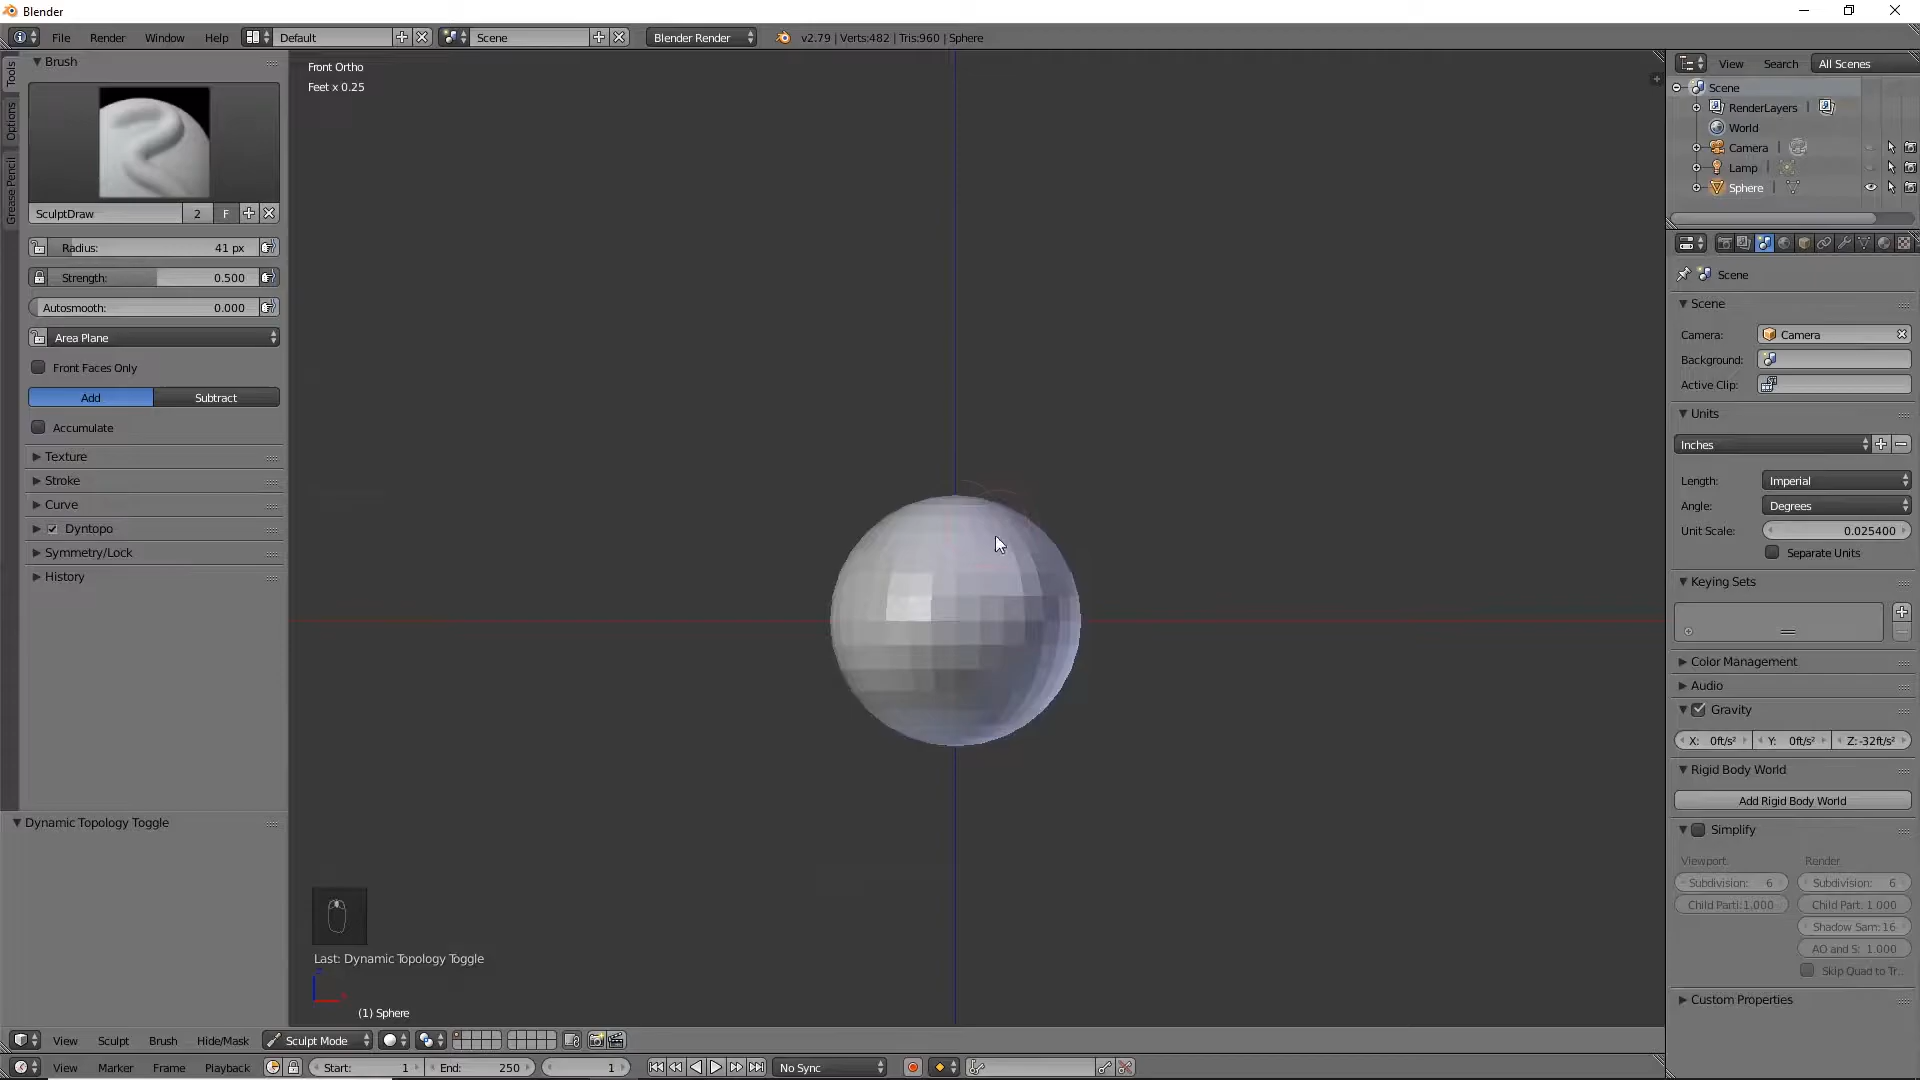 Blender
File Render Window Help Default Scene Blender Render v2.79 | Verts:482 | Tris:960 | Sphere
Tools
Options
Grease Pencil
Brush
SculptDraw 2 F
Radius: 41 px
Strength: 0.500
Autosmooth: 0.000
Area Plane
Front Faces Only
Add Subtract
Accumulate
Texture
Stroke
Curve
Dyntopo
Symmetry/Lock
History
Dynamic Topology Toggle
Front Ortho
Feet x 0.25
Last: Dynamic Topology Toggle
(1) Sphere
View Search All Scenes
Scene
RenderLayers
World
Camera
Lamp
Sphere
Scene
Scene
Camera: Camera
Background:
Active Clip:
Units
Inches
Length: Imperial
Angle: Degrees
Unit Scale: 0.025400
Separate Units
Keying Sets
Color Management
Audio
Gravity
X: 0ft/s² Y: 0ft/s² Z:-32ft/s²
Rigid Body World
Add Rigid Body World
Simplify
Viewport: Render:
Subdivision: 6 Subdivision: 6
Child Partl:1.000 Child Part: 1.000
Shadow Sam:16
AO and S: 1.000
Skip Quad to Tr..
Custom Properties
View Sculpt Brush Hide/Mask Sculpt Mode
View Marker Frame Playback Start: 1 End: 250 1 No Sync